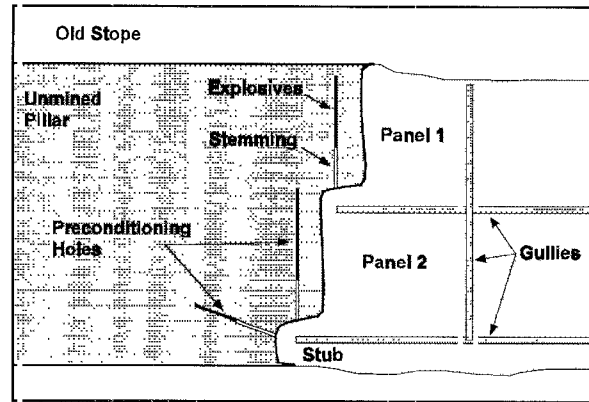 Old Stope
Unmined
Pillar
Explosives
Stemming
Panel 1
Preconditioning
Holes
Panel 2
Gullies
Stub